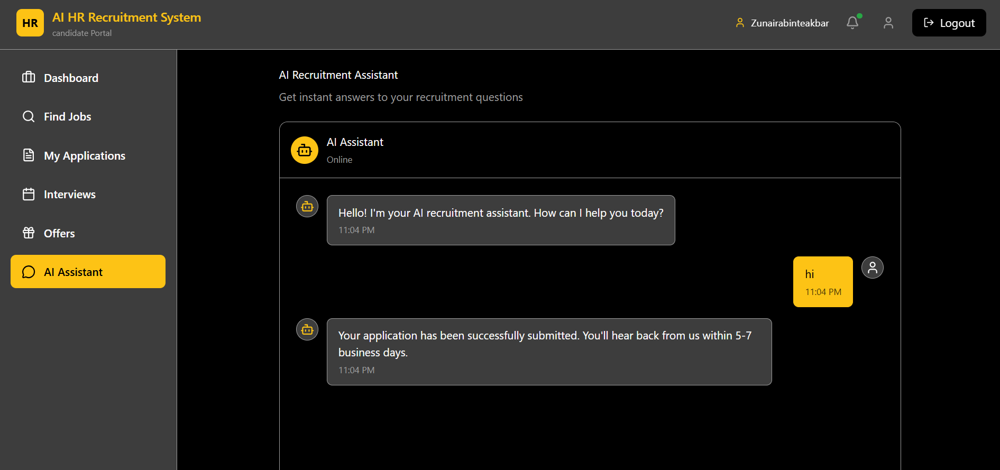 HR
AI HR Recruitment System
candidate Portal
Zunairabinteakbar
Logout
Dashboard
Find Jobs
My Applications
Interviews
Offers
AI Assistant
AI Recruitment Assistant
Get instant answers to your recruitment questions
AI Assistant
Online
Hello! I'm your AI recruitment assistant. How can I help you today?
11:04 PM
hi
11:04 PM
Your application has been successfully submitted. You'll hear back from us within 5-7
business days.
11:04 PM